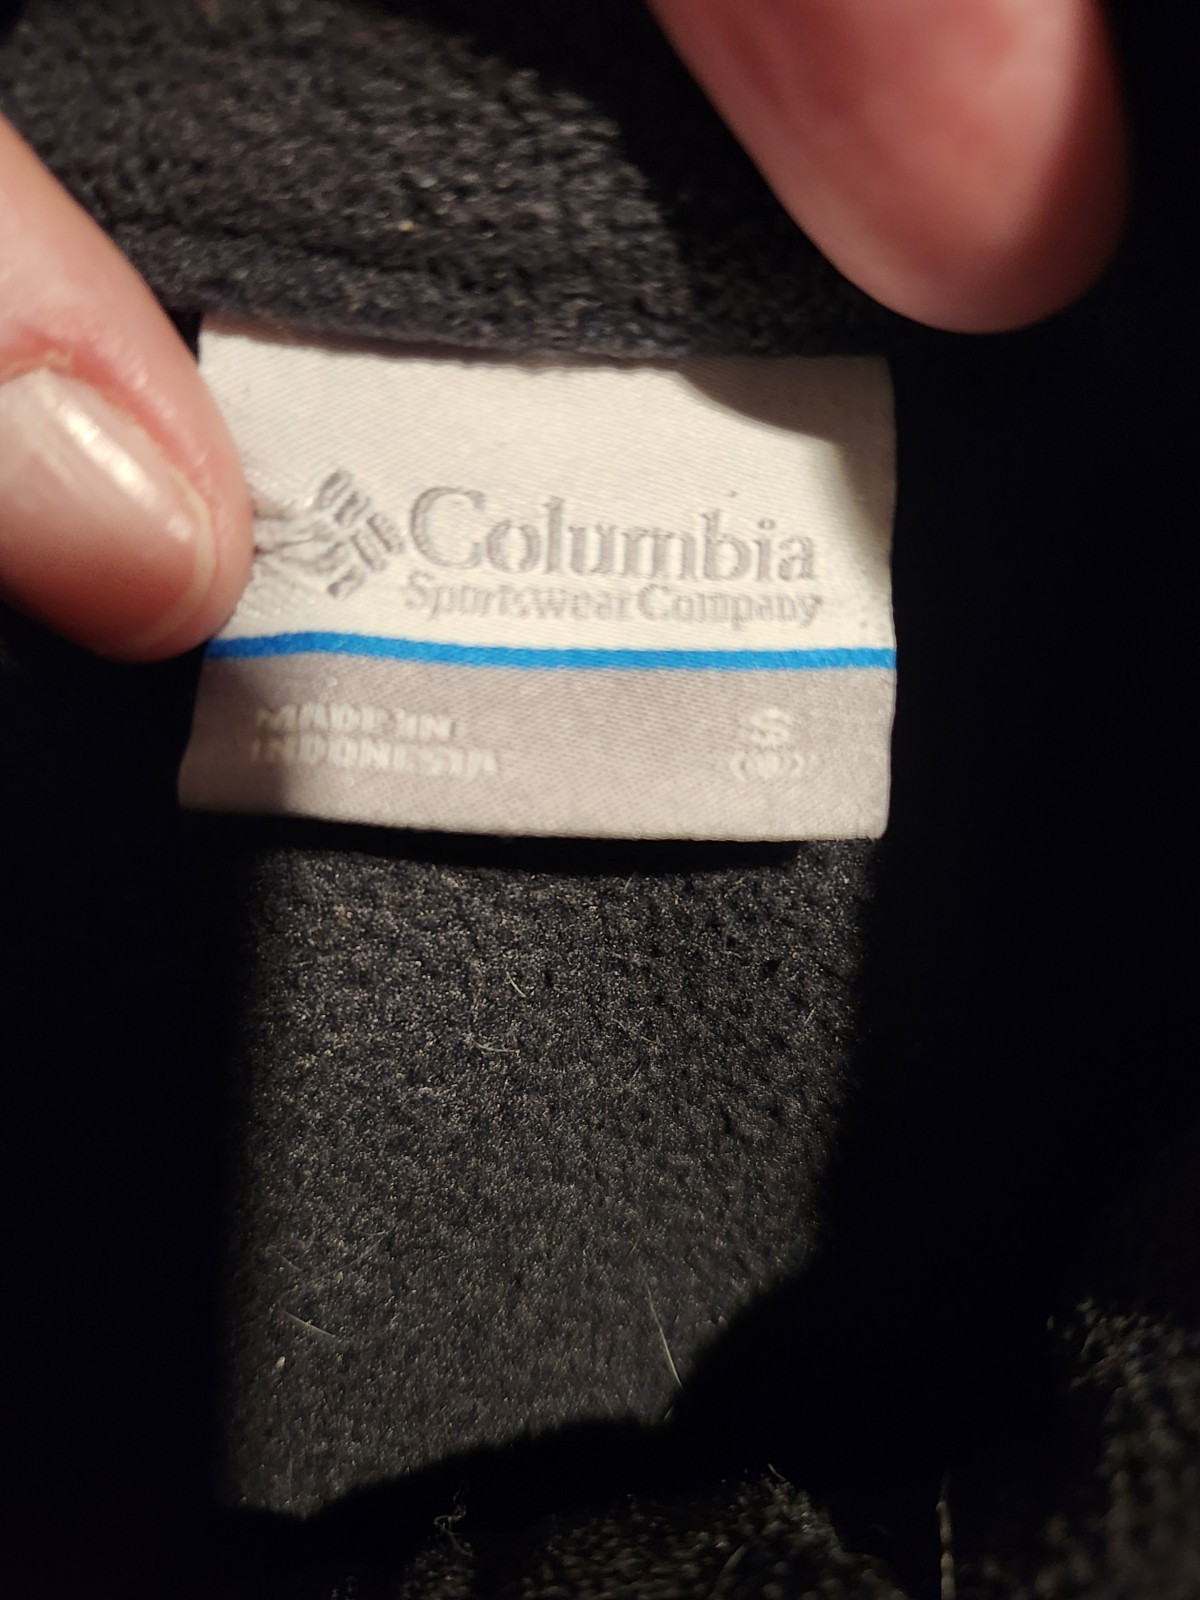 Columbia
Sportswear Company
MADE IN
INDONESIA
S